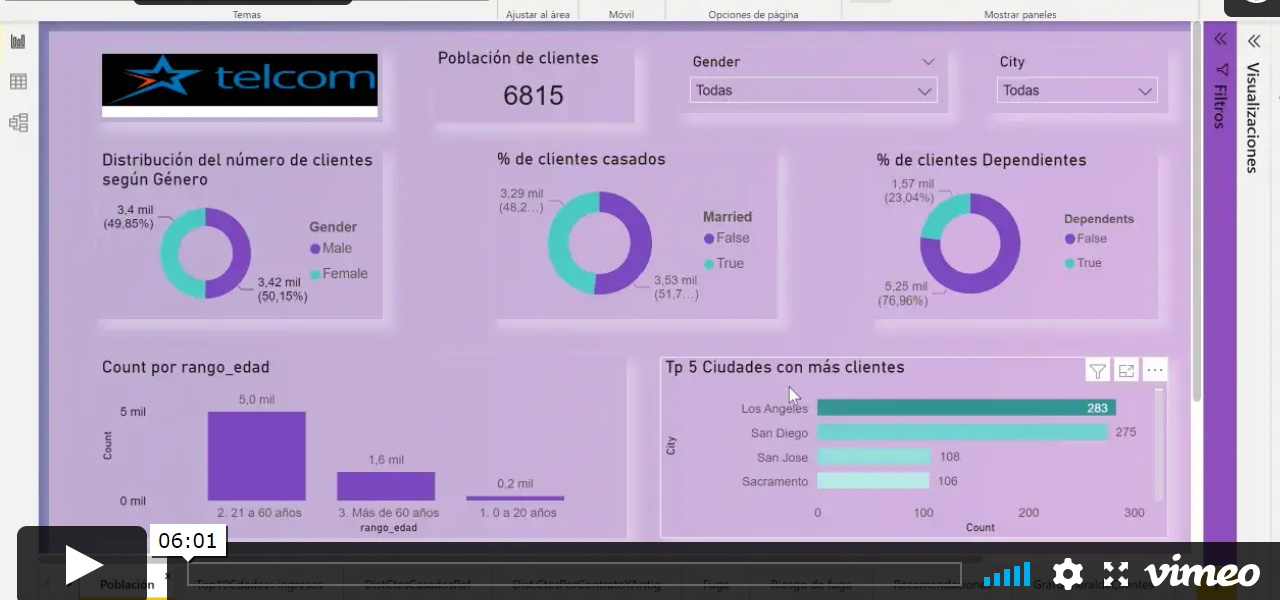 Temas
Ajustar al área
Móvil
Opciones de página
Mostrar paneles
telcom
Población de clientes
6815
Gender
Todas
City
Todas
Filtros
Visualizaciones
Distribución del número de clientes
según Género
3,4 mil
(49,85%)
3,42 mil
(50,15%)
Gender
Male
Female
% de clientes casados
3,29 mil
(48,2...)
3,53 mil
(51,7...)
Married
False
True
% de clientes Dependientes
1,57 mil
(23,04%)
5,25 mil
(76,96%)
Dependents
False
True
Count por rango_edad
Count
5 mil
0 mil
5,0 mil
1,6 mil
0,2 mil
2. 21 a 60 años
3. Más de 60 años
1. 0 a 20 años
rango_edad
Tp 5 Ciudades con más clientes
City
Los Angeles 283
San Diego 275
San Jose 108
Sacramento 106
0 100 200 300
Count
06:01
Población
vimeo